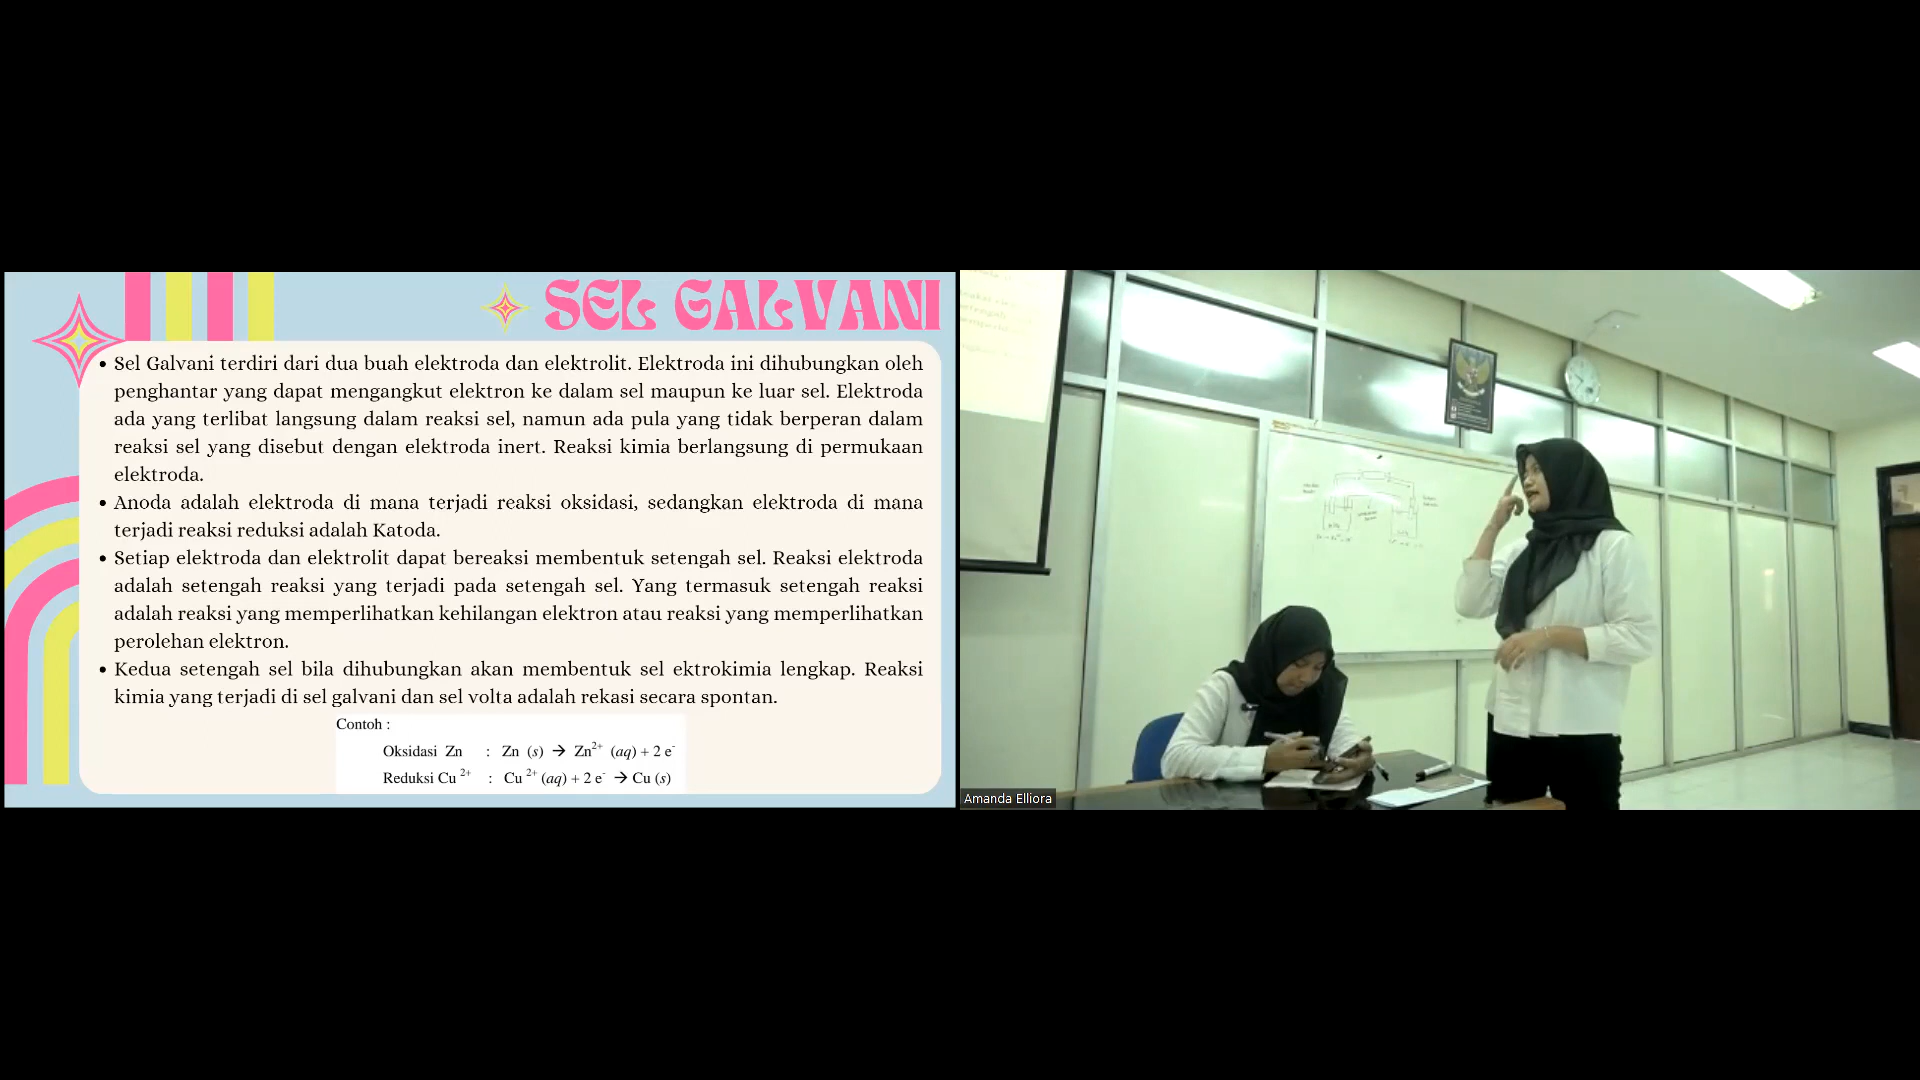 SEL GALVANI
Sel Galvani terdiri dari dua buah elektroda dan elektrolit. Elektroda ini dihubungkan oleh
penghantar yang dapat mengangkut elektron ke dalam sel maupun ke luar sel. Elektroda
ada yang terlibat langsung dalam reaksi sel, namun ada pula yang tidak berperan dalam
reaksi sel yang disebut dengan elektroda inert. Reaksi kimia berlangsung di permukaan
elektroda.
Anoda adalah elektroda di mana terjadi reaksi oksidasi, sedangkan elektroda di mana
terjadi reaksi reduksi adalah Katoda.
Setiap elektroda dan elektrolit dapat bereaksi membentuk setengah sel. Reaksi elektroda
adalah setengah reaksi yang terjadi pada setengah sel. Yang termasuk setengah reaksi
adalah reaksi yang memperlihatkan kehilangan elektron atau reaksi yang memperlihatkan
perolehan elektron.
Kedua setengah sel bila dihubungkan akan membentuk sel ektrokimia lengkap. Reaksi
kimia yang terjadi di sel galvani dan sel volta adalah rekasi secara spontan.
Contoh :
Oksidasi Zn : Zn (s) → Zn²⁺ (aq) + 2 e⁻
Reduksi Cu ²⁺ : Cu ²⁺ (aq) + 2 e⁻ → Cu (s)
Amanda Elliora